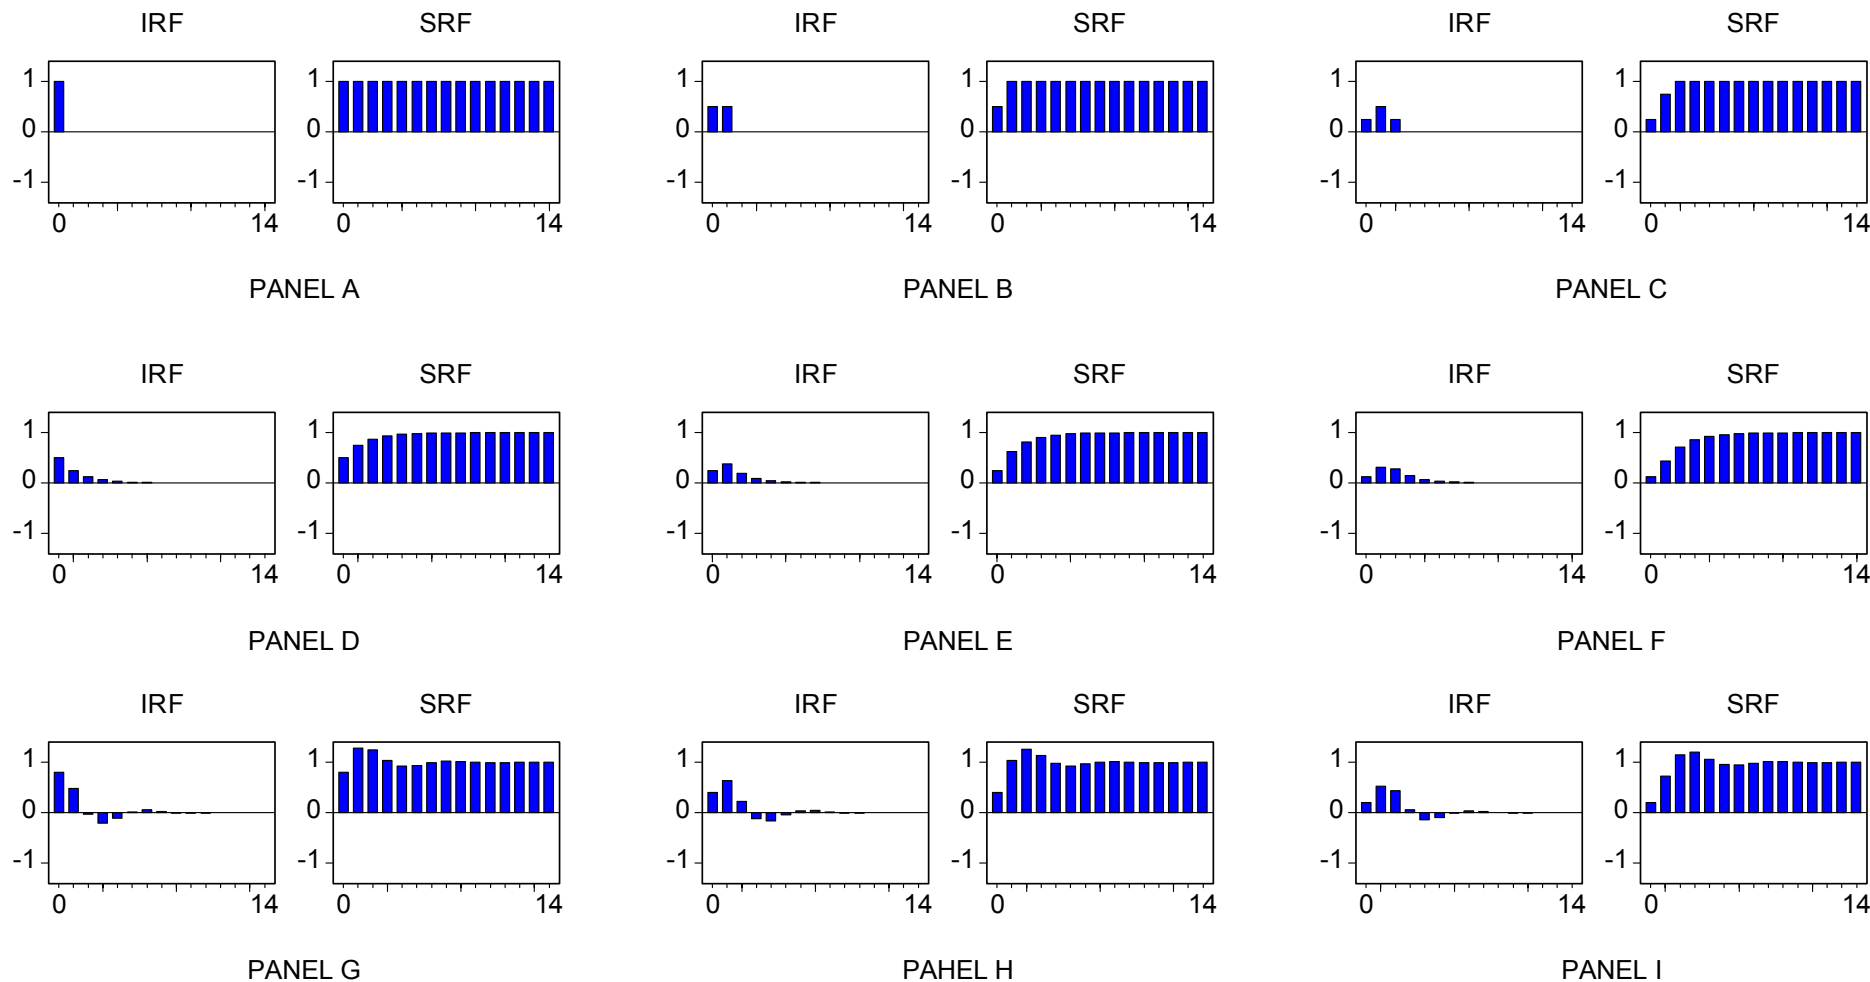 IRF SRF IRF SRF IRF SRF
1 1 1 1 1 1
0 0 0 0 0 0
-1 -1 -1 -1 -1 -1
0 14 0 14 0 14 0 14 0 14 0 14
PANEL A PANEL B PANEL C
IRF SRF IRF SRF IRF SRF
1 1 1 1 1 1
0 0 0 0 0 0
-1 -1 -1 -1 -1 -1
0 14 0 14 0 14 0 14 0 14 0 14
PANEL D PANEL E PANEL F
IRF SRF IRF SRF IRF SRF
1 1 1 1 1 1
0 0 0 0 0 0
-1 -1 -1 -1 -1 -1
0 14 0 14 0 14 0 14 0 14 0 14
PANEL G PAHEL H PANEL I